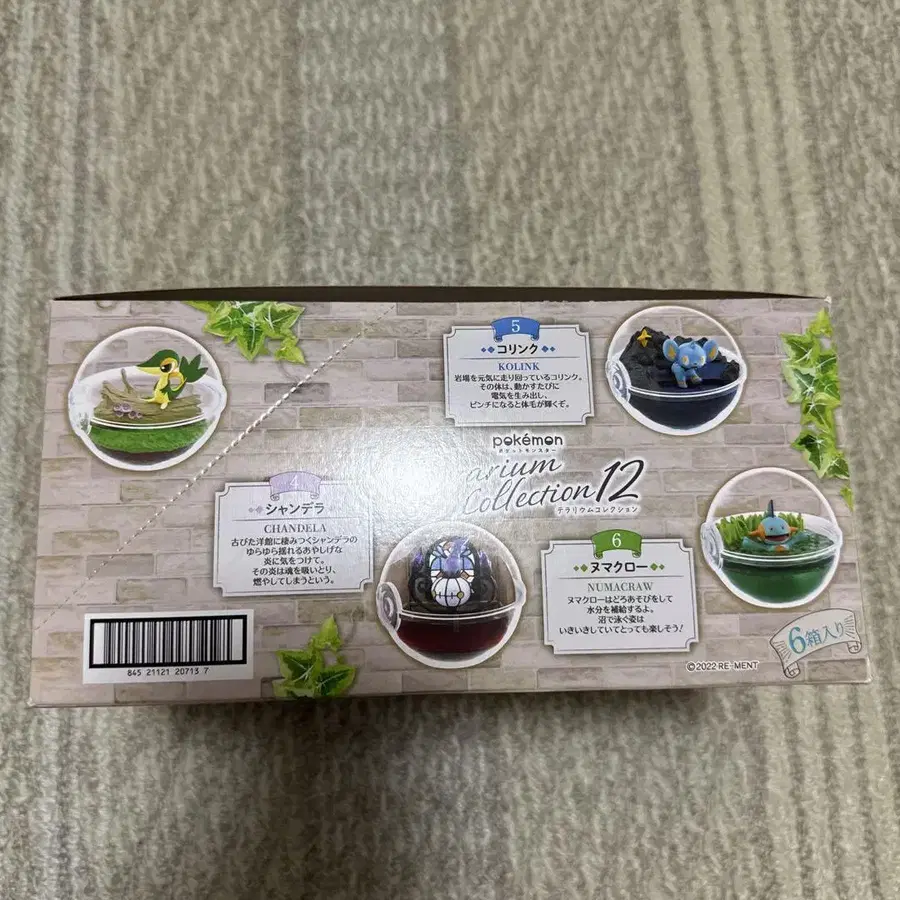 5
コリンク
KOLINK
岩場を元気に走り回っているコリンク。
その体は、動かすたびに
電気を生み出し、
ピンチになると体毛が輝くぞ。
pokémon
ポケットモンスター
arium
Collection 12
テラリウムコレクション
4
シャンデラ
CHANDELA
古びた洋館に棲みつくシャンデラの
ゆらゆら揺れるあやしげな
炎に気をつけて。
その炎は魂を吸いとり、
燃やしてしまうという。
6
ヌマクロー
NUMACRAW
ヌマクローはどろあそびをして
水分を補給するよ。
沼で泳ぐ姿は
いきいきしていてとっても楽しそう!
6箱入り
©2022 RE-MENT
845 21121 20713 7